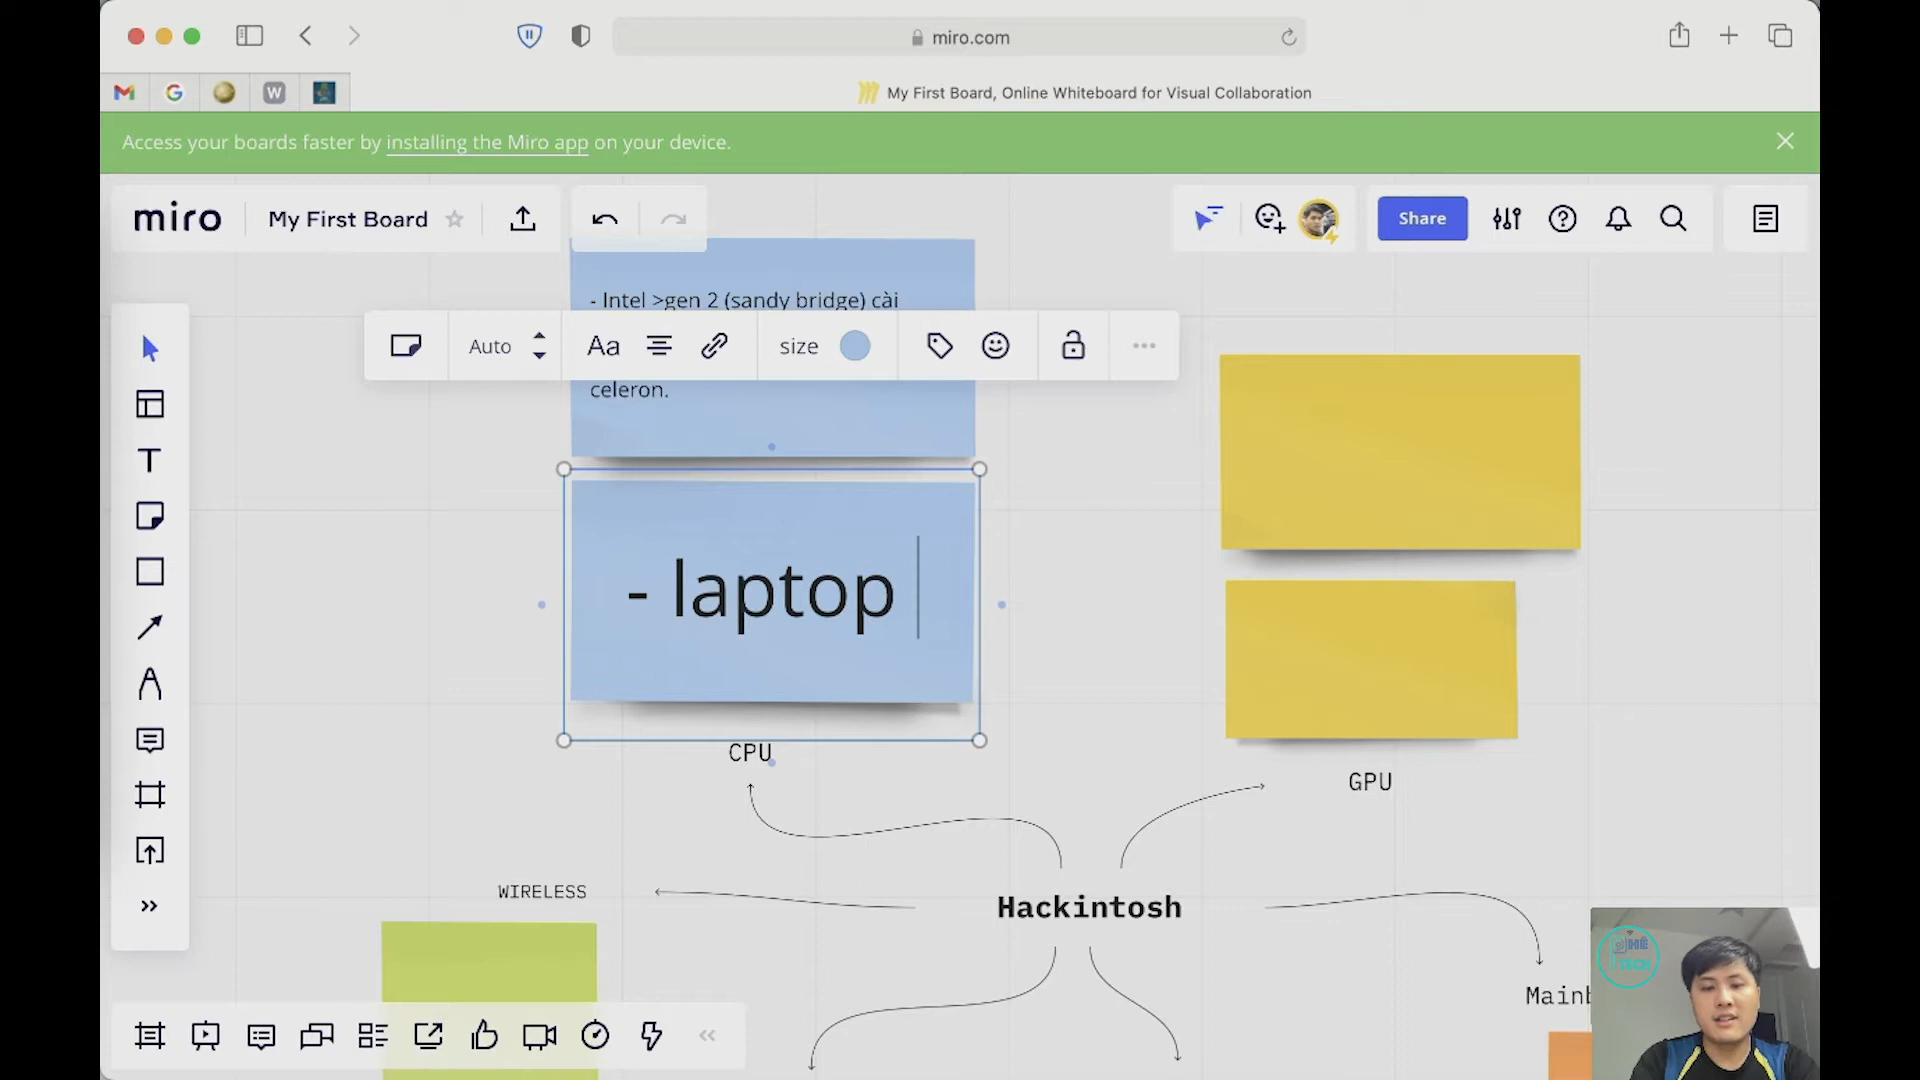 miro.com
W
My First Board, Online Whiteboard for Visual Collaboration
Access your boards faster by installing the Miro app on your device.
miro
My First Board
Share
- Intel >gen 2 (sandy bridge) cài
Auto
Aa
size
celeron.
- laptop
CPU
GPU
WIRELESS
Hackintosh
TECH